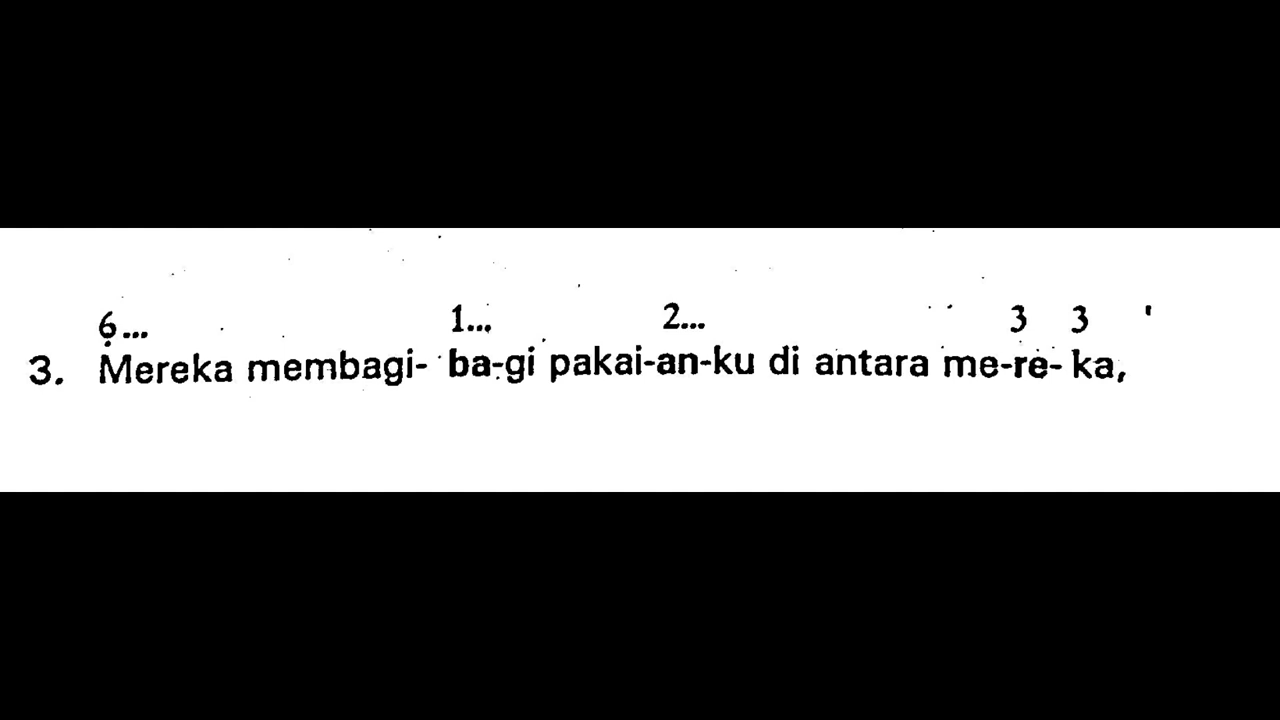 6... 1... 2... 3 3 '
3. Mereka membagi- ba-gi pakai-an-ku di antara me-re- ka,